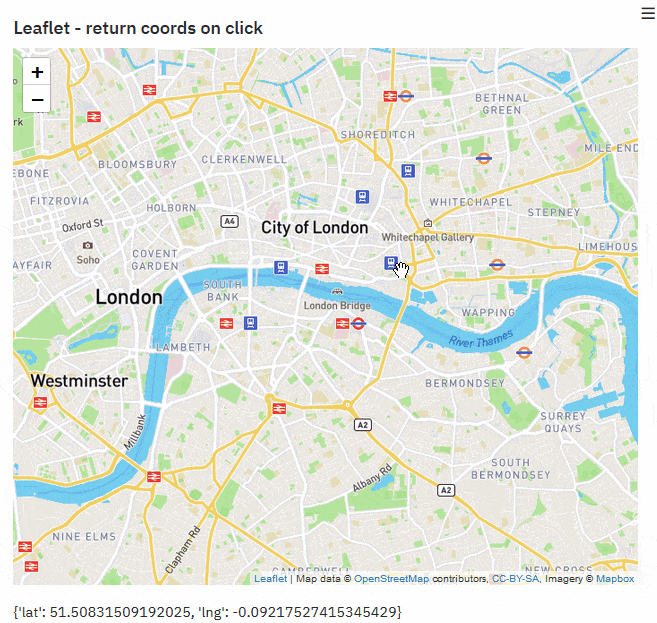 Leaflet - return coords on click
+
−
rk
BETHNAL
GREEN
SHOREDITCH
MILE END
CLERKENWELL
BLOOMSBURY
EBONE
FITZROVIA
WHITECHAPEL
HOLBORN
STEPNEY
A4
Oxford St
City of London
Whitechapel Gallery
LIMEHOUS
Soho
COVENT
GARDEN
AYFAIR
SOUTH
BANK
London
London Bridge
WAPPING
River Thames
LAMBETH
Westminster
BERMONDSEY
SURREY
QUAYS
A2
Millbank
SOUTH
BERMONDSEY
Albany Rd
A2
NINE ELMS
Clapham Rd
CAMBERWELL
NEW CROSS
Leaflet | Map data © OpenStreetMap contributors, CC-BY-SA, Imagery © Mapbox
{'lat': 51.50831509192025, 'lng': -0.09217527415345429}